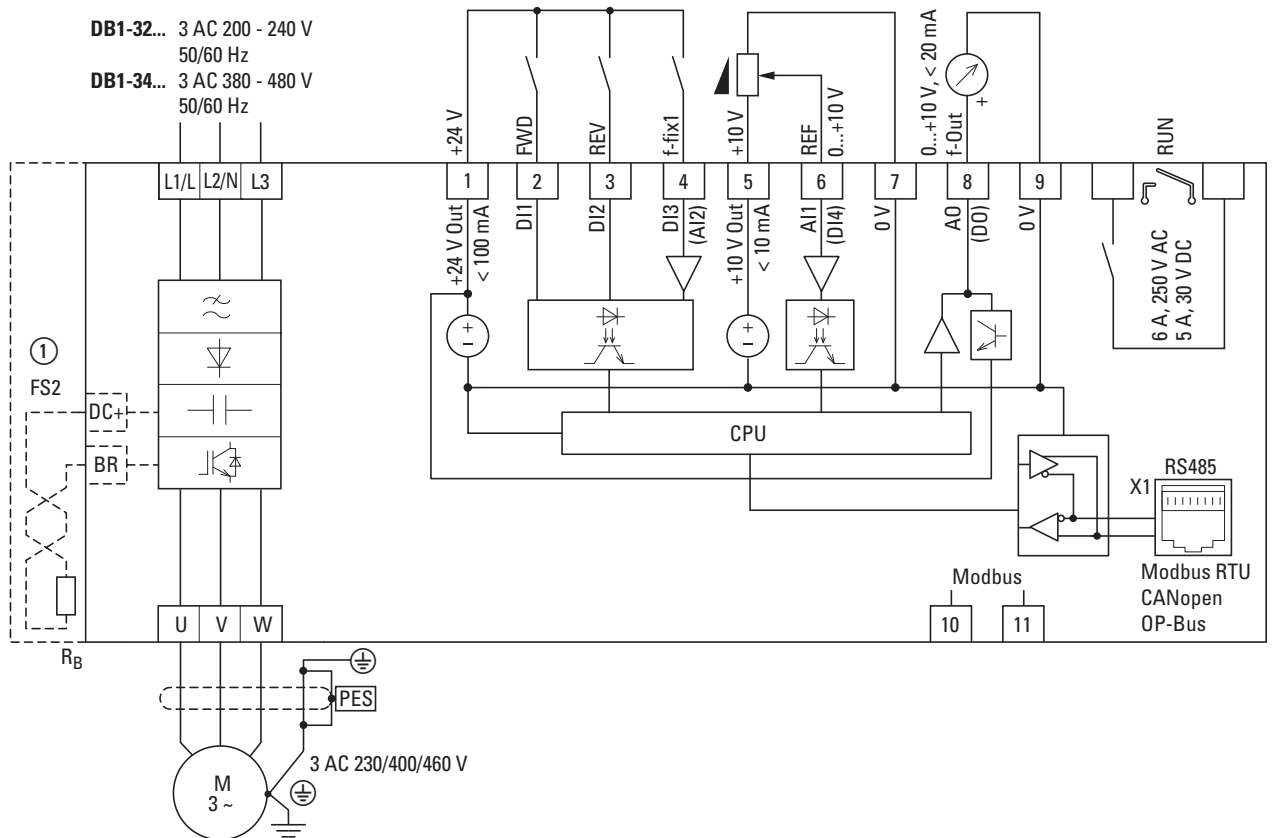 DB1-32... 3 AC 200 - 240 V
50/60 Hz
DB1-34... 3 AC 380 - 480 V
50/60 Hz
+24 V
FWD
REV
f-fix1
+10 V
REF
0...+10 V
0...+10 V, < 20 mA
f-Out
+
RUN
L1/L L2/N L3
1
2
3
4
5
6
7
8
9
+24 V Out
< 100 mA
DI1
DI2
DI3
(AI2)
+10 V Out
< 10 mA
AI1
(DI4)
0 V
AO
(DO)
0 V
6 A, 250 V AC
5 A, 30 V DC
+
-
+
-
1
FS2
DC+
BR
CPU
X1
RS485
Modbus RTU
CANopen
OP-Bus
Modbus
10
11
U V W
RB
PES
3 AC 230/400/460 V
M
3 ~